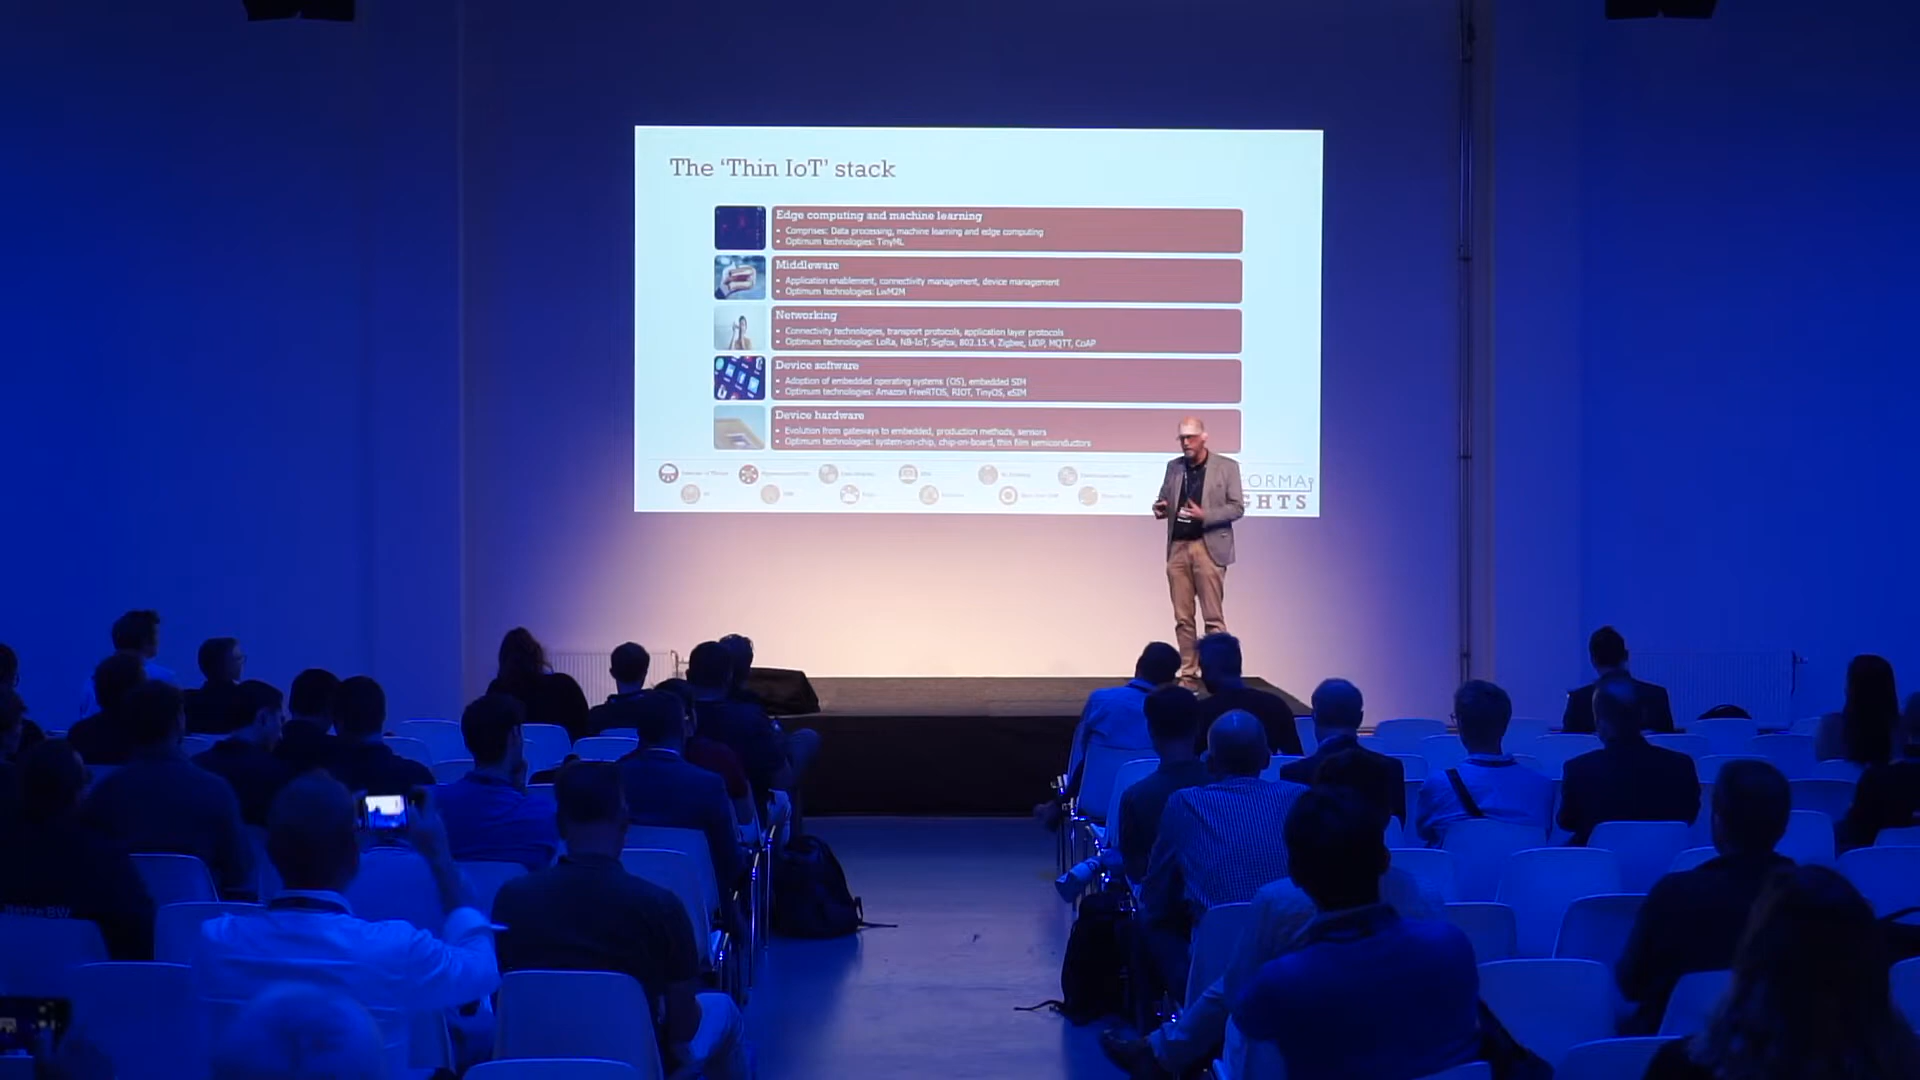 The ‘Thin IoT’ stack
Edge computing and machine learning
• Comprises: Data processing, machine learning and edge computing
• Optimum technologies: TinyML
Middleware
• Application enablement, connectivity management, device management
• Optimum technologies: LwM2M
Networking
• Connectivity technologies, transport protocols, application layer protocols
• Optimum technologies: LoRa, NB-IoT, Sigfox, 802.15.4, Zigbee, UDP, MQTT, CoAP
Device software
• Adoption of embedded operating systems (OS), embedded SIM
• Optimum technologies: Amazon FreeRTOS, RIOT, TinyOS, eSIM
Device hardware
• Evolution from gateways to embedded, production methods, sensors
• Optimum technologies: system-on-chip, chip-on-board, thin film semiconductors
FORMA
GHTS